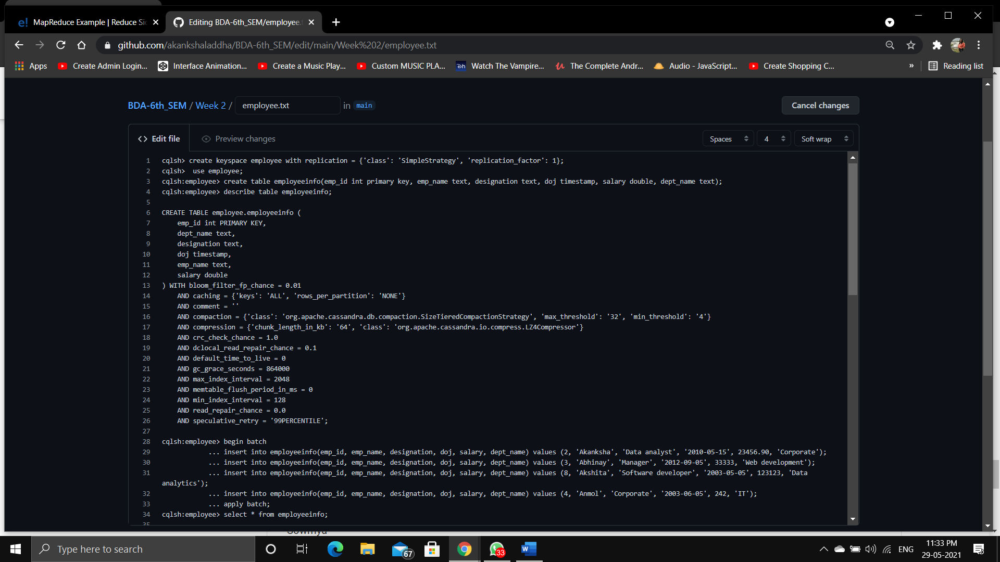 MapReduce Example | Reduce Si
Editing BDA-6th_SEM/employee.t
github.com/akankshaladdha/BDA-6th_SEM/edit/main/Week%202/employee.txt
Apps Create Admin Login... Interface Animation... Create a Music Play... Custom MUSIC PLA... Watch The Vampire... The Complete Andr... Audio - JavaScript... Create Shopping C... » Reading list
BDA-6th_SEM / Week 2 / employee.txt in main Cancel changes
<> Edit file Preview changes Spaces 4 Soft wrap
1 cqlsh> create keyspace employee with replication = {'class': 'SimpleStrategy', 'replication_factor': 1};
2 cqlsh>  use employee;
3 cqlsh:employee> create table employeeinfo(emp_id int primary key, emp_name text, designation text, doj timestamp, salary double, dept_name text);
4 cqlsh:employee> describe table employeeinfo;
5
6 CREATE TABLE employee.employeeinfo (
7     emp_id int PRIMARY KEY,
8     dept_name text,
9     designation text,
10     doj timestamp,
11     emp_name text,
12     salary double
13 ) WITH bloom_filter_fp_chance = 0.01
14     AND caching = {'keys': 'ALL', 'rows_per_partition': 'NONE'}
15     AND comment = ''
16     AND compaction = {'class': 'org.apache.cassandra.db.compaction.SizeTieredCompactionStrategy', 'max_threshold': '32', 'min_threshold': '4'}
17     AND compression = {'chunk_length_in_kb': '64', 'class': 'org.apache.cassandra.io.compress.LZ4Compressor'}
18     AND crc_check_chance = 1.0
19     AND dclocal_read_repair_chance = 0.1
20     AND default_time_to_live = 0
21     AND gc_grace_seconds = 864000
22     AND max_index_interval = 2048
23     AND memtable_flush_period_in_ms = 0
24     AND min_index_interval = 128
25     AND read_repair_chance = 0.0
26     AND speculative_retry = '99PERCENTILE';
27
28 cqlsh:employee> begin batch
29             ... insert into employeeinfo(emp_id, emp_name, designation, doj, salary, dept_name) values (2, 'Akanksha', 'Data analyst', '2010-05-15', 23456.90, 'Corporate');
30             ... insert into employeeinfo(emp_id, emp_name, designation, doj, salary, dept_name) values (3, 'Abhinay', 'Manager', '2012-09-05', 33333, 'Web development');
31             ... insert into employeeinfo(emp_id, emp_name, designation, doj, salary, dept_name) values (8, 'Akshita', 'Software developer', '2003-05-05', 123123, 'Data
analytics');
32             ... insert into employeeinfo(emp_id, emp_name, designation, doj, salary, dept_name) values (4, 'Anmol', 'Corporate', '2003-06-05', 242, 'IT');
33             ... apply batch;
34 cqlsh:employee> select * from employeeinfo;
35
Type here to search 67 33 ENG 11:33 PM
29-05-2021